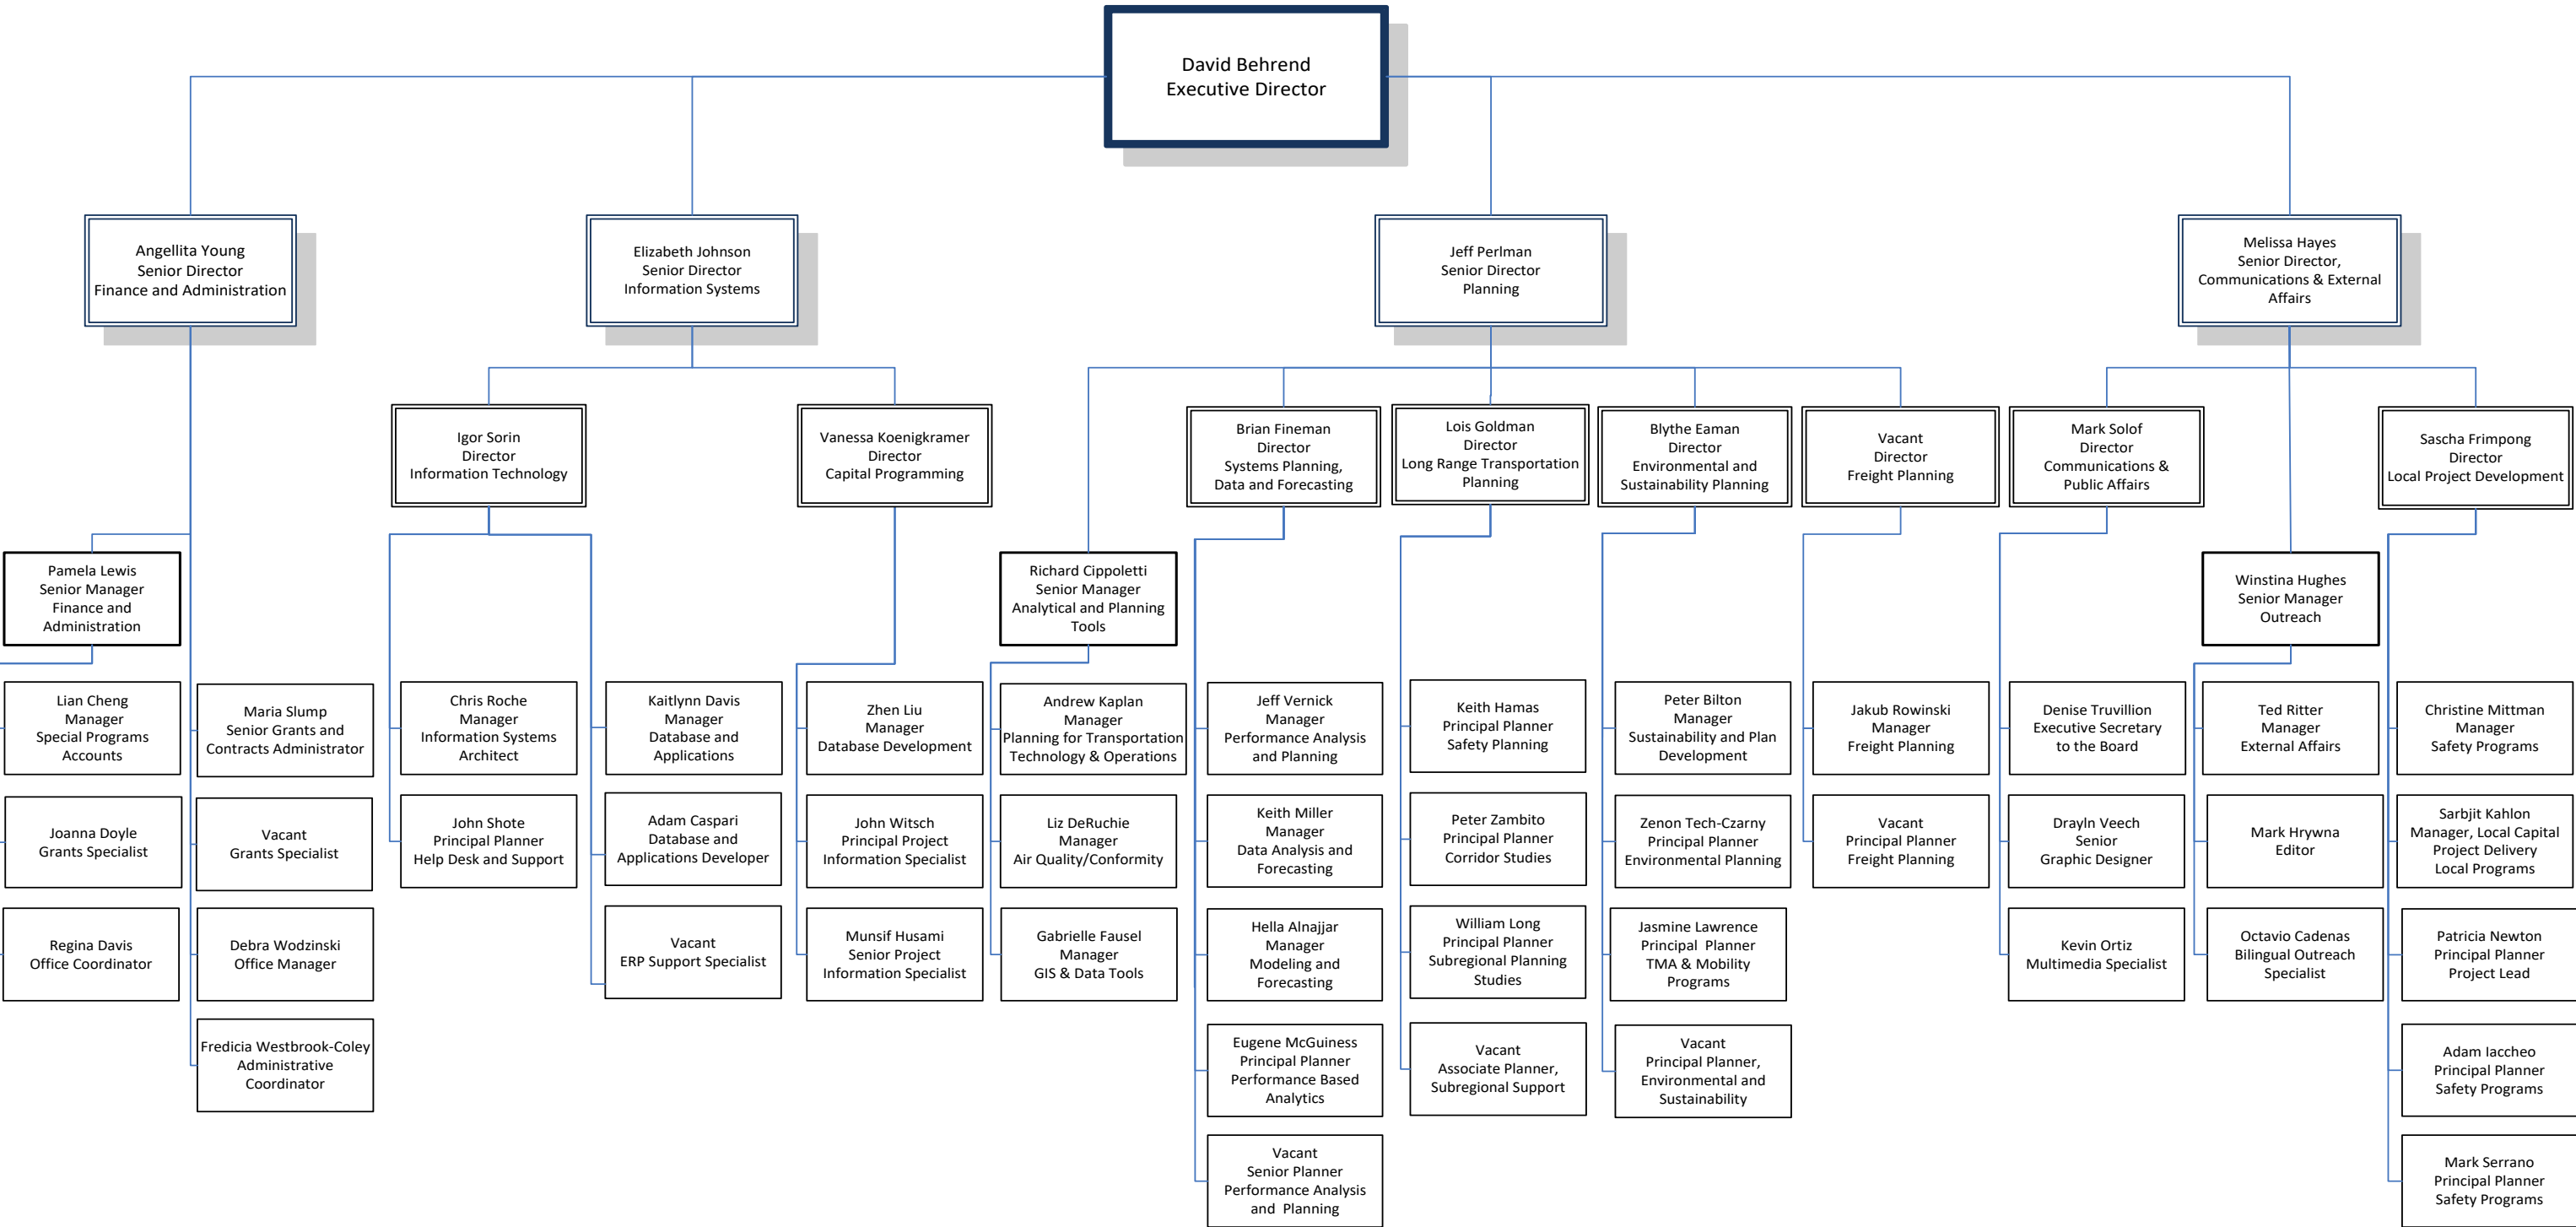 David Behrend
Executive Director
Angellita Young
Senior Director
Finance and Administration
Elizabeth Johnson
Senior Director
Information Systems
Jeff Perlman
Senior Director
Planning
Melissa Hayes
Senior Director,
Communications & External
Affairs
Igor Sorin
Director
Information Technology
Vanessa Koenigkramer
Director
Capital Programming
Brian Fineman
Director
Systems Planning,
Data and Forecasting
Lois Goldman
Director
Long Range Transportation
Planning
Blythe Eaman
Director
Environmental and
Sustainability Planning
Vacant
Director
Freight Planning
Mark Solof
Director
Communications &
Public Affairs
Sascha Frimpong
Director
Local Project Development
Pamela Lewis
Senior Manager
Finance and
Administration
Richard Cippoletti
Senior Manager
Analytical and Planning
Tools
Winstina Hughes
Senior Manager
Outreach
Lian Cheng
Manager
Special Programs
Accounts
Maria Slump
Senior Grants and
Contracts Administrator
Chris Roche
Manager
Information Systems
Architect
Kaitlynn Davis
Manager
Database and
Applications
Zhen Liu
Manager
Database Development
Andrew Kaplan
Manager
Planning for Transportation
Technology & Operations
Jeff Vernick
Manager
Performance Analysis
and Planning
Keith Hamas
Principal Planner
Safety Planning
Peter Bilton
Manager
Sustainability and Plan
Development
Jakub Rowinski
Manager
Freight Planning
Denise Truvillion
Executive Secretary
to the Board
Ted Ritter
Manager
External Affairs
Christine Mittman
Manager
Safety Programs
Joanna Doyle
Grants Specialist
Vacant
Grants Specialist
John Shote
Principal Planner
Help Desk and Support
Adam Caspari
Database and
Applications Developer
John Witsch
Principal Project
Information Specialist
Liz DeRuchie
Manager
Air Quality/Conformity
Keith Miller
Manager
Data Analysis and
Forecasting
Peter Zambito
Principal Planner
Corridor Studies
Zenon Tech-Czarny
Principal Planner
Environmental Planning
Vacant
Principal Planner
Freight Planning
Drayln Veech
Senior
Graphic Designer
Mark Hrywna
Editor
Sarbjit Kahlon
Manager, Local Capital
Project Delivery
Local Programs
Regina Davis
Office Coordinator
Debra Wodzinski
Office Manager
Vacant
ERP Support Specialist
Munsif Husami
Senior Project
Information Specialist
Gabrielle Fausel
Manager
GIS & Data Tools
Hella Alnajjar
Manager
Modeling and
Forecasting
William Long
Principal Planner
Subregional Planning
Studies
Jasmine Lawrence
Principal  Planner
TMA & Mobility
Programs
Kevin Ortiz
Multimedia Specialist
Octavio Cadenas
Bilingual Outreach
Specialist
Patricia Newton
Principal Planner
Project Lead
Fredicia Westbrook-Coley
Administrative
Coordinator
Eugene McGuiness
Principal Planner
Performance Based
Analytics
Vacant
Associate Planner,
Subregional Support
Vacant
Principal Planner,
Environmental and
Sustainability
Adam Iaccheo
Principal Planner
Safety Programs
Vacant
Senior Planner
Performance Analysis
and  Planning
Mark Serrano
Principal Planner
Safety Programs